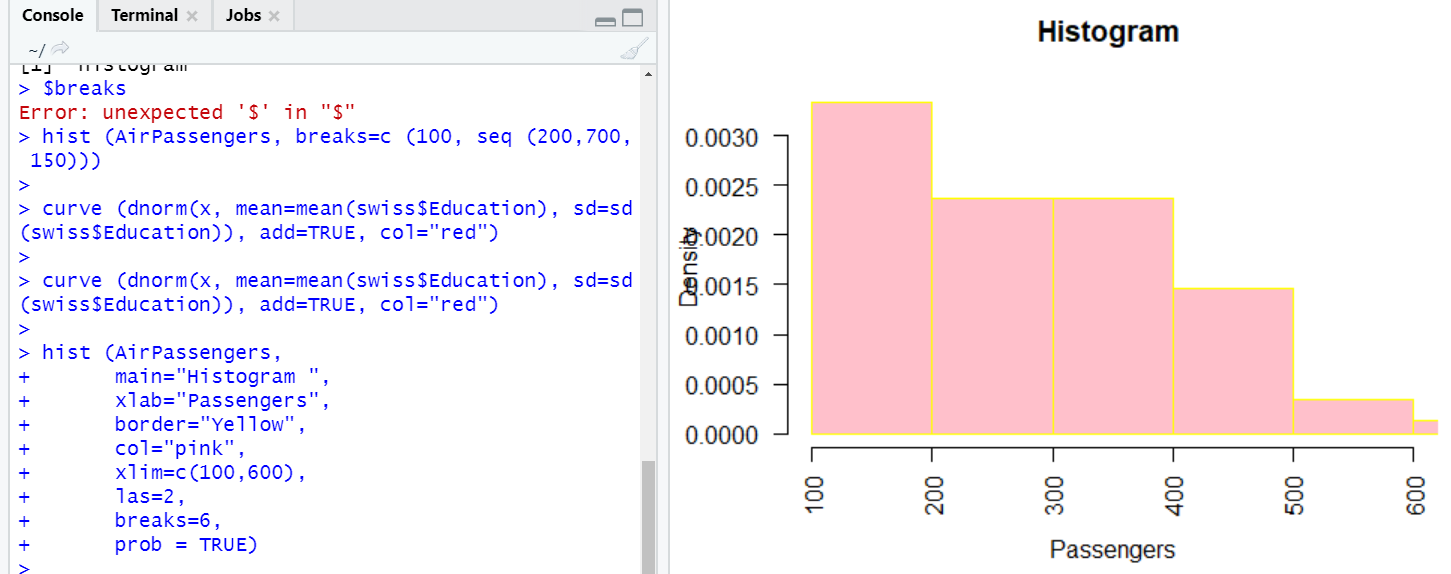 Console Terminal Jobs
~/
[1] "histogram"
> $breaks
Error: unexpected '$' in "$"
> hist (AirPassengers, breaks=c (100, seq (200,700,
 150)))
>
> curve (dnorm(x, mean=mean(swiss$Education), sd=sd
(swiss$Education)), add=TRUE, col="red")
>
> curve (dnorm(x, mean=mean(swiss$Education), sd=sd
(swiss$Education)), add=TRUE, col="red")
>
> hist (AirPassengers,
+       main="Histogram ",
+       xlab="Passengers",
+       border="Yellow",
+       col="pink",
+       xlim=c(100,600),
+       las=2,
+       breaks=6,
+       prob = TRUE)
>
Histogram
Density
0.0030
0.0025
0.0020
0.0015
0.0010
0.0005
0.0000
100 200 300 400 500 600
Passengers